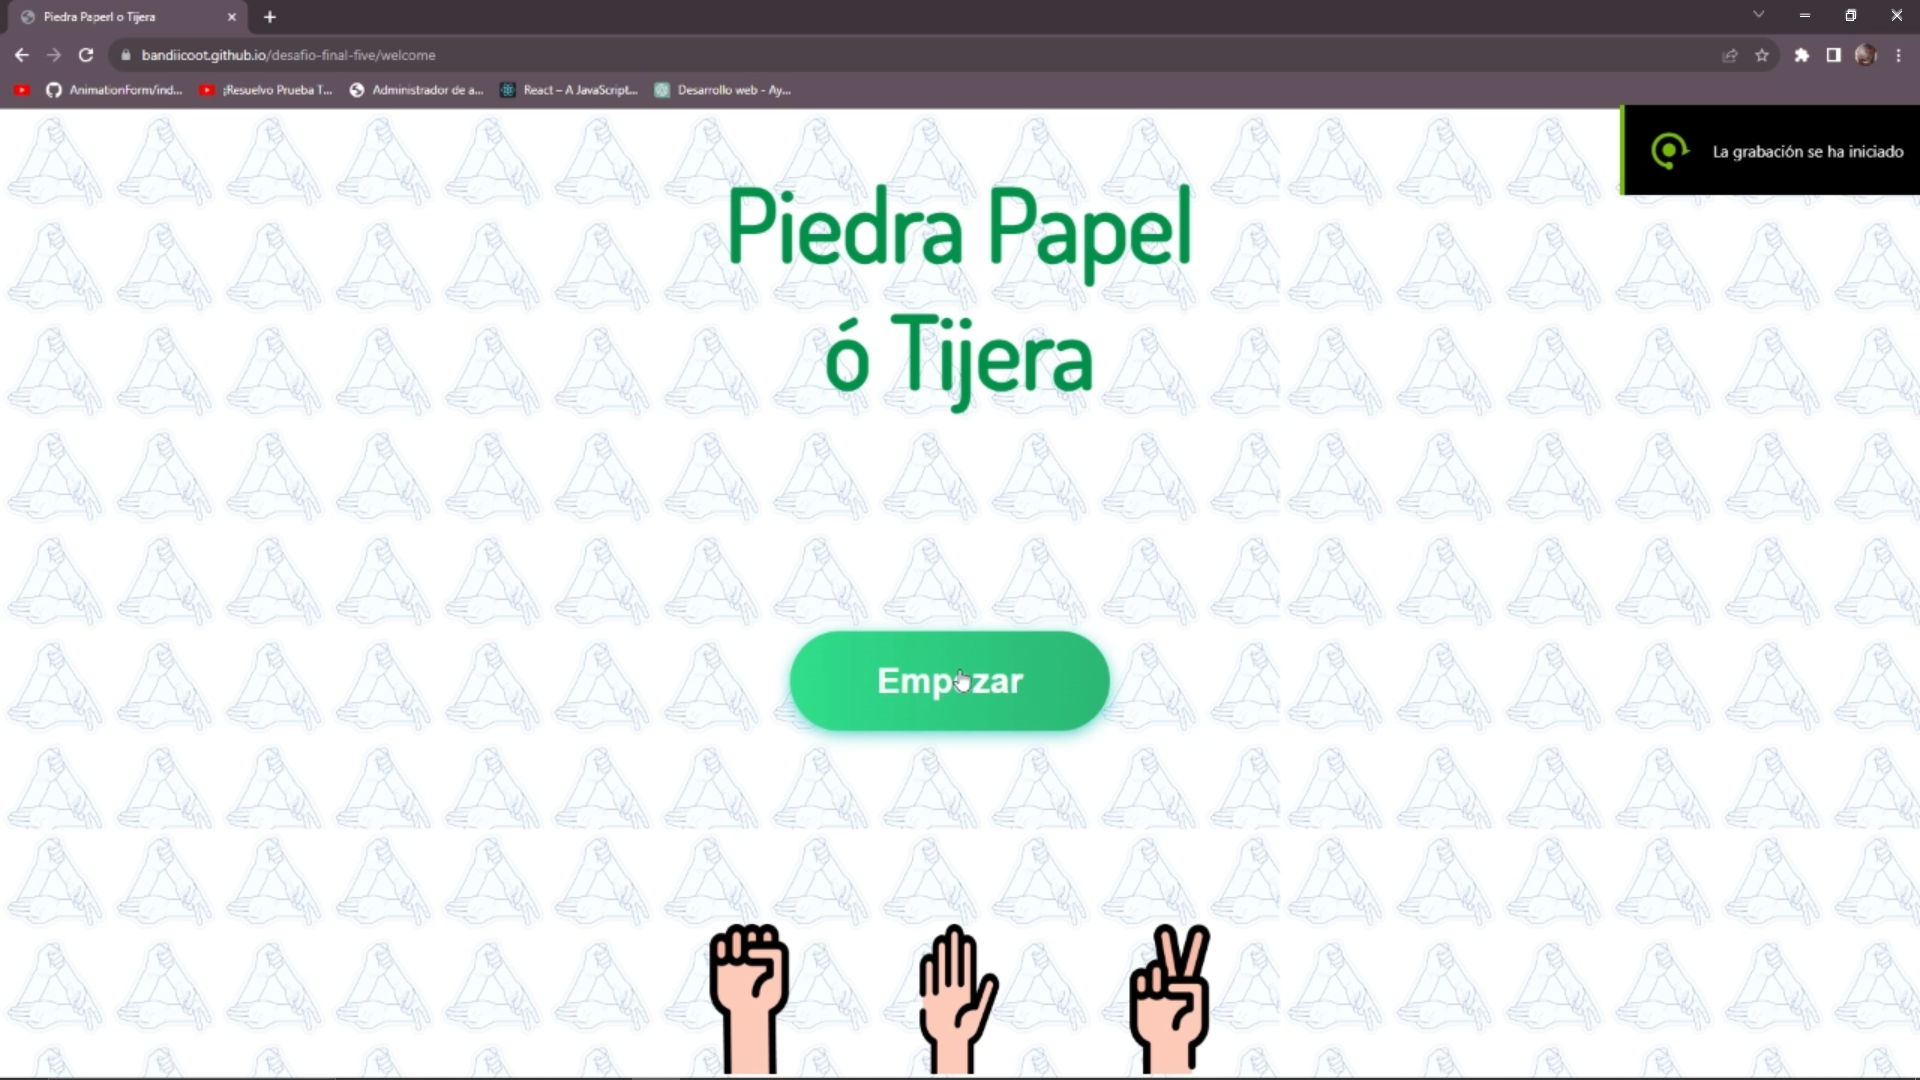 Piedra Paperl o Tijera
bandiicoot.github.io/desafio-final-five/welcome
AnimationForm/ind...
¡Resuelvo Prueba T...
Administrador de a...
React – A JavaScript...
Desarrollo web - Ay...
La grabación se ha iniciado
Piedra Papel
ó Tijera
Empezar